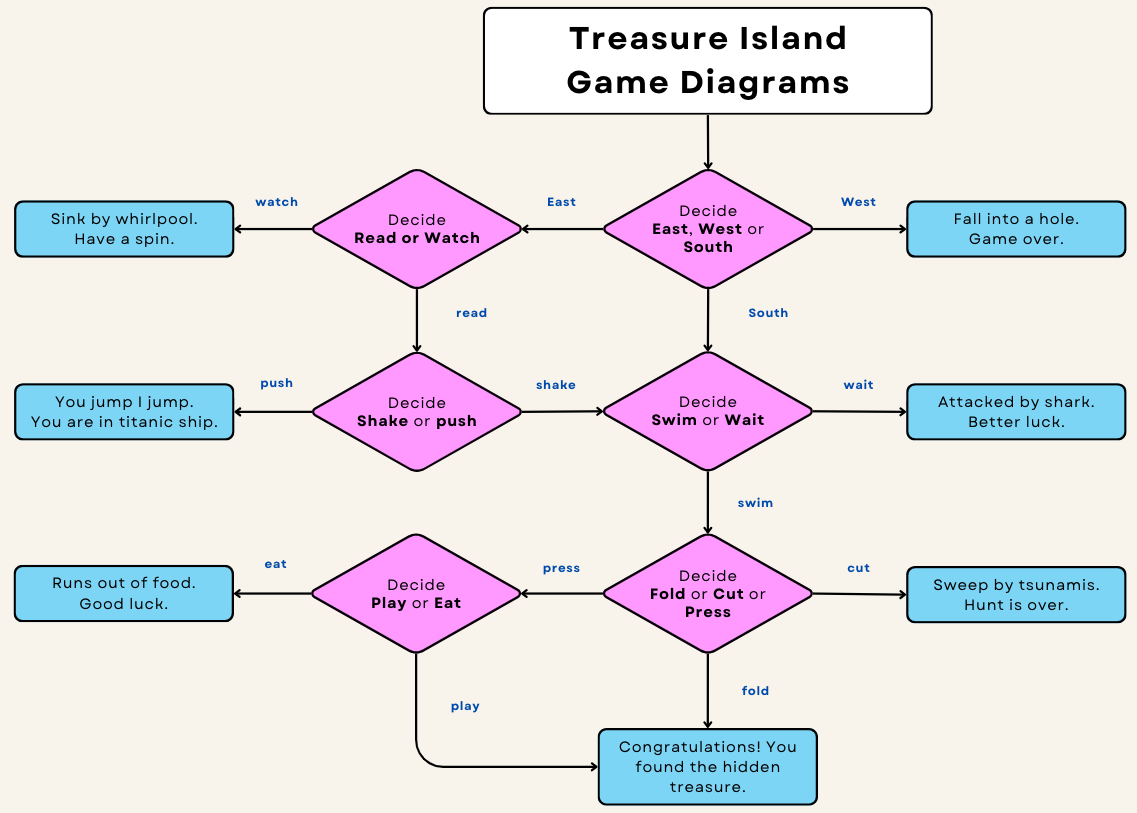 Treasure Island
Game Diagrams
watch
East
West
Sink by whirlpool.
Have a spin.
Decide
Read or Watch
Decide
East, West or
South
Fall into a hole.
Game over.
read
South
push
shake
wait
You jump I jump.
You are in titanic ship.
Decide
Shake or push
Decide
Swim or Wait
Attacked by shark.
Better luck.
swim
eat
press
cut
Runs out of food.
Good luck.
Decide
Play or Eat
Decide
Fold or Cut or
Press
Sweep by tsunamis.
Hunt is over.
fold
play
Congratulations! You
found the hidden
treasure.